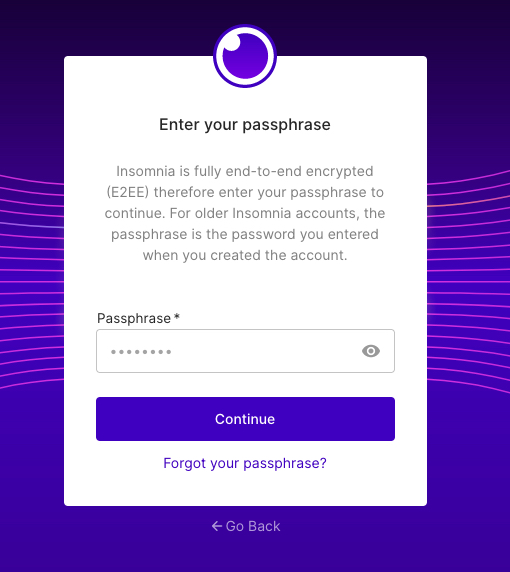 Enter your passphrase
Insomnia is fully end-to-end encrypted
(E2EE) therefore enter your passphrase to
continue. For older Insomnia accounts, the
passphrase is the password you entered
when you created the account.
Passphrase *
••••••••
Continue
Forgot your passphrase?
← Go Back